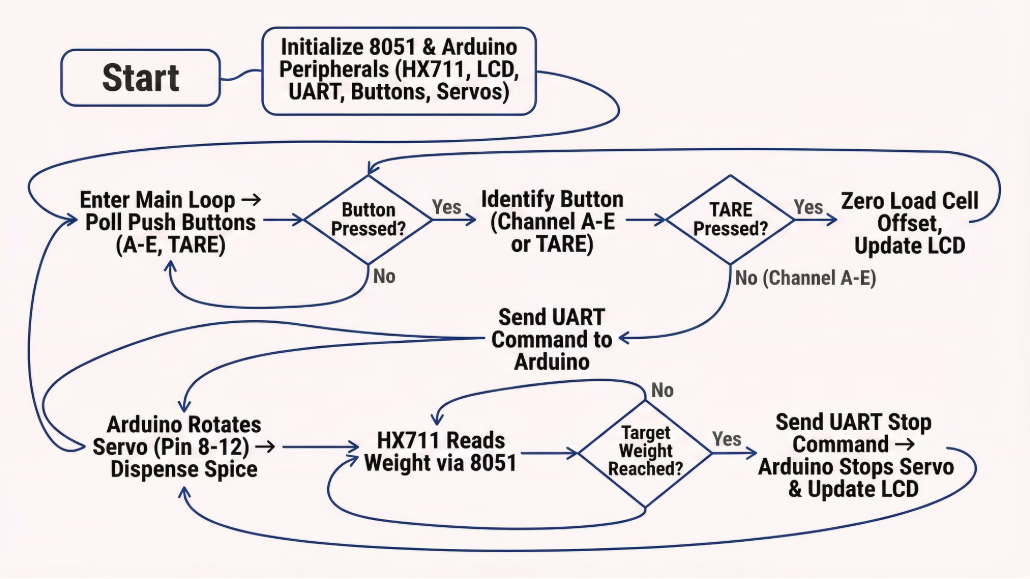 Start
Initialize 8051 & Arduino
Peripherals (HX711, LCD,
UART, Buttons, Servos)
Enter Main Loop →
Poll Push Buttons
(A-E, TARE)
Button
Pressed?
Yes
No
Identify Button
(Channel A-E
or TARE)
TARE
Pressed?
Yes
No (Channel A-E)
Zero Load Cell
Offset,
Update LCD
Send UART
Command to
Arduino
Arduino Rotates
Servo (Pin 8-12) →
Dispense Spice
HX711 Reads
Weight via 8051
No
Target
Weight
Reached?
Yes
Send UART Stop
Command →
Arduino Stops Servo
& Update LCD